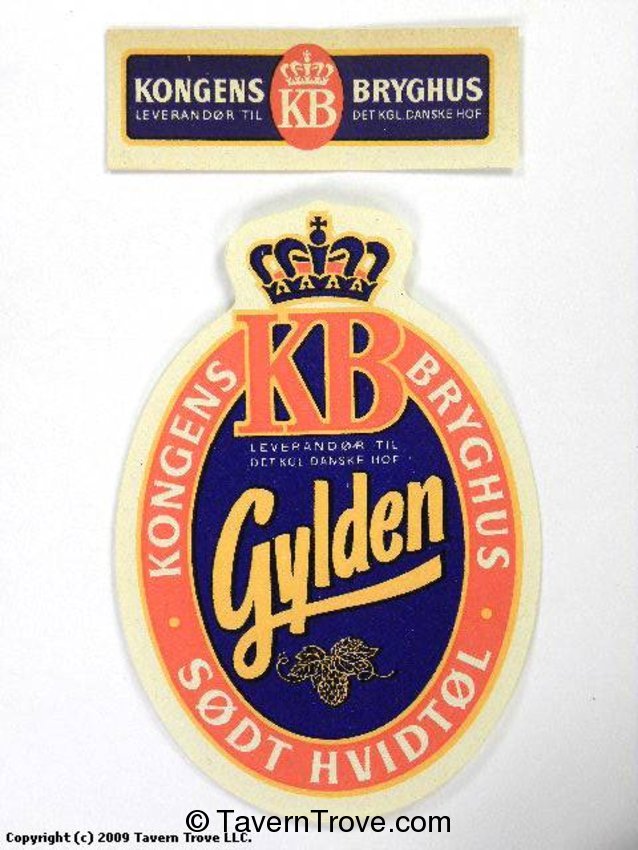 KONGENS KB BRYGHUS
LEVERANDØR TIL DET KGL. DANSKE HOF
KB
KONGENS BRYGHUS
LEVERANDØR TIL
DET KGL. DANSKE HOF
Gylden
· SØDT HVIDTØL ·
© TavernTrove.com
Copyright (c) 2009 Tavern Trove LLC.